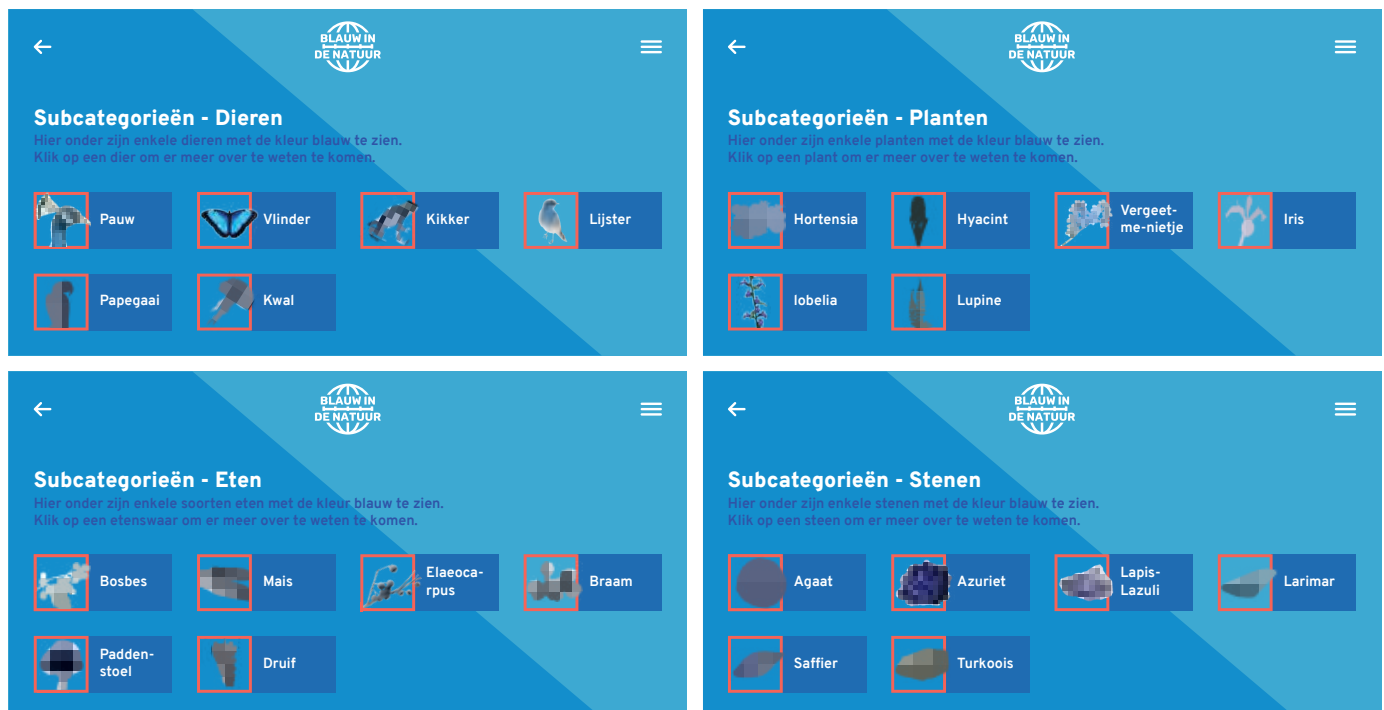 BLAUW IN
DE NATUUR
Subcategorieën - Dieren
Hier onder zijn enkele dieren met de kleur blauw te zien.
Klik op een dier om er meer over te weten te komen.
Pauw
Vlinder
Kikker
Lijster
Papegaai
Kwal
BLAUW IN
DE NATUUR
Subcategorieën - Planten
Hier onder zijn enkele planten met de kleur blauw te zien.
Klik op een plant om er meer over te weten te komen.
Hortensia
Hyacint
Vergeet-
me-nietje
Iris
lobelia
Lupine
BLAUW IN
DE NATUUR
Subcategorieën - Eten
Hier onder zijn enkele soorten eten met de kleur blauw te zien.
Klik op een etenswaar om er meer over te weten te komen.
Bosbes
Mais
Elaeoca-
rpus
Braam
Padden-
stoel
Druif
BLAUW IN
DE NATUUR
Subcategorieën - Stenen
Hier onder zijn enkele stenen met de kleur blauw te zien.
Klik op een steen om er meer over te weten te komen.
Agaat
Azuriet
Lapis-
Lazuli
Larimar
Saffier
Turkoois